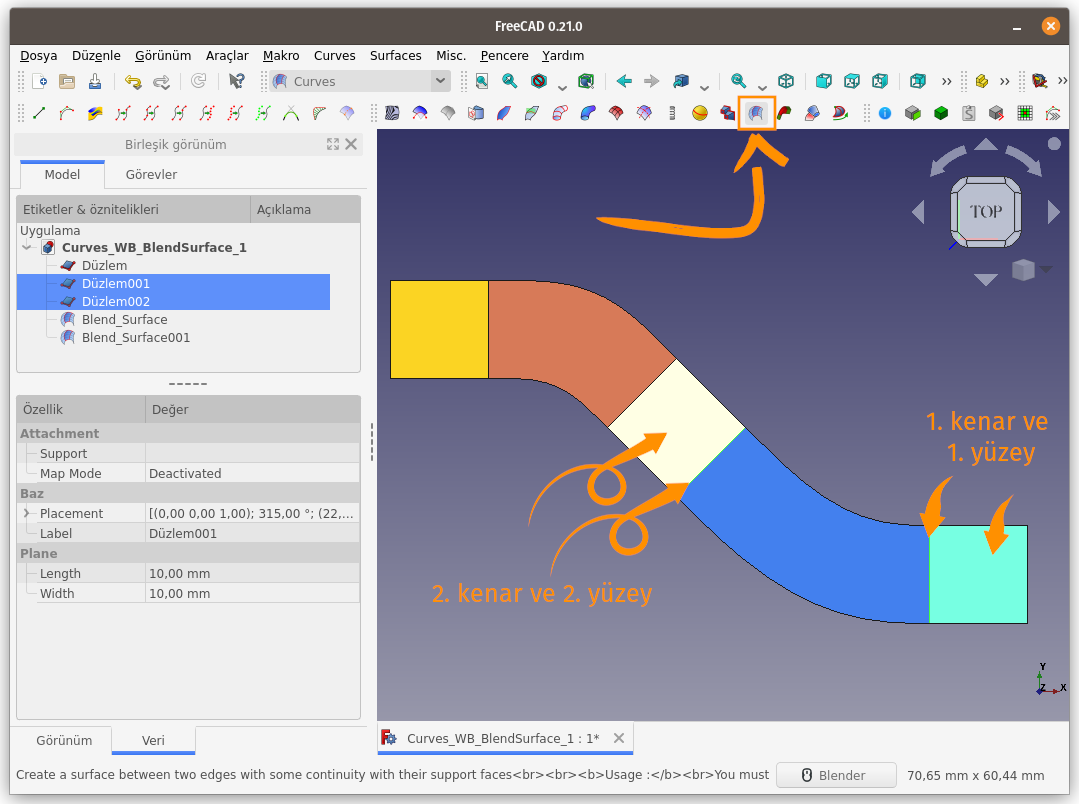 FreeCAD 0.21.0
Dosya Düzenle Görünüm Araçlar Makro Curves Surfaces Misc. Pencere Yardım
Curves
Birleşik görünüm
Model Görevler
Etiketler & öznitelikleri Açıklama
Uygulama
Curves_WB_BlendSurface_1
Düzlem
Düzlem001
Düzlem002
Blend_Surface
Blend_Surface001
Özellik Değer
Attachment
Support
Map Mode Deactivated
Baz
Placement [(0,00 0,00 1,00); 315,00 °; (22,...
Label Düzlem001
Plane
Length 10,00 mm
Width 10,00 mm
Görünüm Veri
TOP
1. kenar ve
1. yüzey
2. kenar ve 2. yüzey
Y
Z X
Curves_WB_BlendSurface_1 : 1*
Create a surface between two edges with some continuity with their support faces<br><br><b>Usage :</b><br>You must
Blender
70,65 mm x 60,44 mm